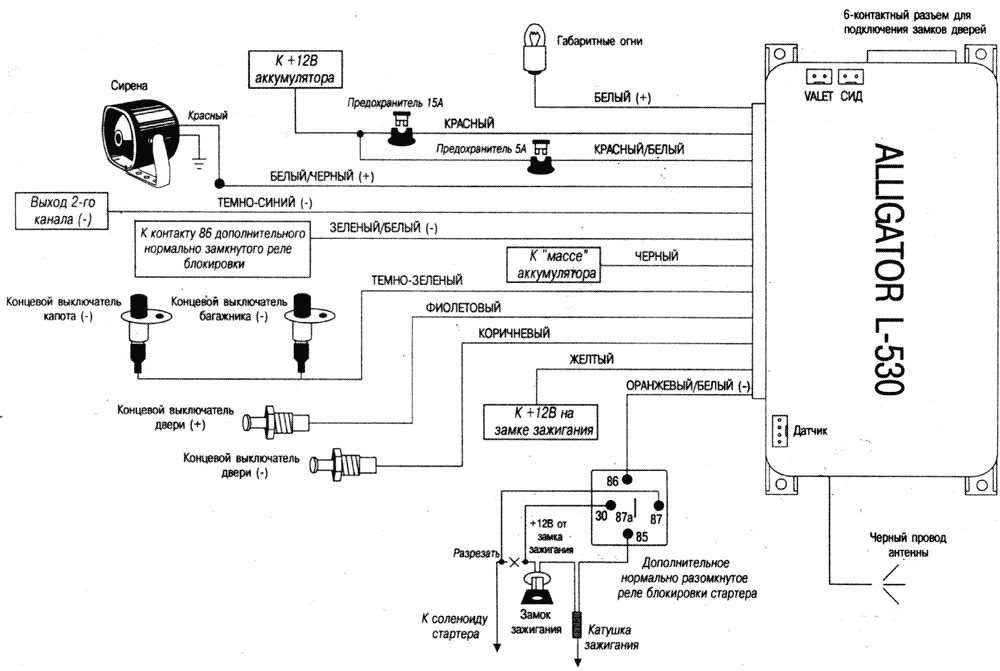 6-контактный разъем для
подключения замков дверей
Габаритные огни
К +12В
аккумулятора
VALET СИД
Сирена
Красный
Предохранитель 15А
БЕЛЫЙ (+)
КРАСНЫЙ
Предохранитель 5А
КРАСНЫЙ/БЕЛЫЙ
БЕЛЫЙ/ЧЕРНЫЙ (+)
Выход 2-го
канала (-)
ТЕМНО-СИНИЙ (-)
К контакту 86 дополнительного
нормально замкнутого реле
блокировки
ЗЕЛЕНЫЙ/БЕЛЫЙ (-)
К "массе"
аккумулятора
ЧЕРНЫЙ
ALLIGATOR L-530
ТЕМНО-ЗЕЛЕНЫЙ
Концевой выключатель
капота (-)
Концевой выключатель
багажника (-)
ФИОЛЕТОВЫЙ
КОРИЧНЕВЫЙ
ЖЕЛТЫЙ
ОРАНЖЕВЫЙ/БЕЛЫЙ (-)
К +12В на
замке зажигания
Концевой выключатель
двери (+)
Датчик
Концевой выключатель
двери (-)
86
30 87а 87
85
+12В от
замка
зажигания
Разрезать
Черный провод
антенны
Дополнительное
нормально разомкнутое
реле блокировки стартера
К соленоиду
стартера
Замок
зажигания
Катушка
зажигания